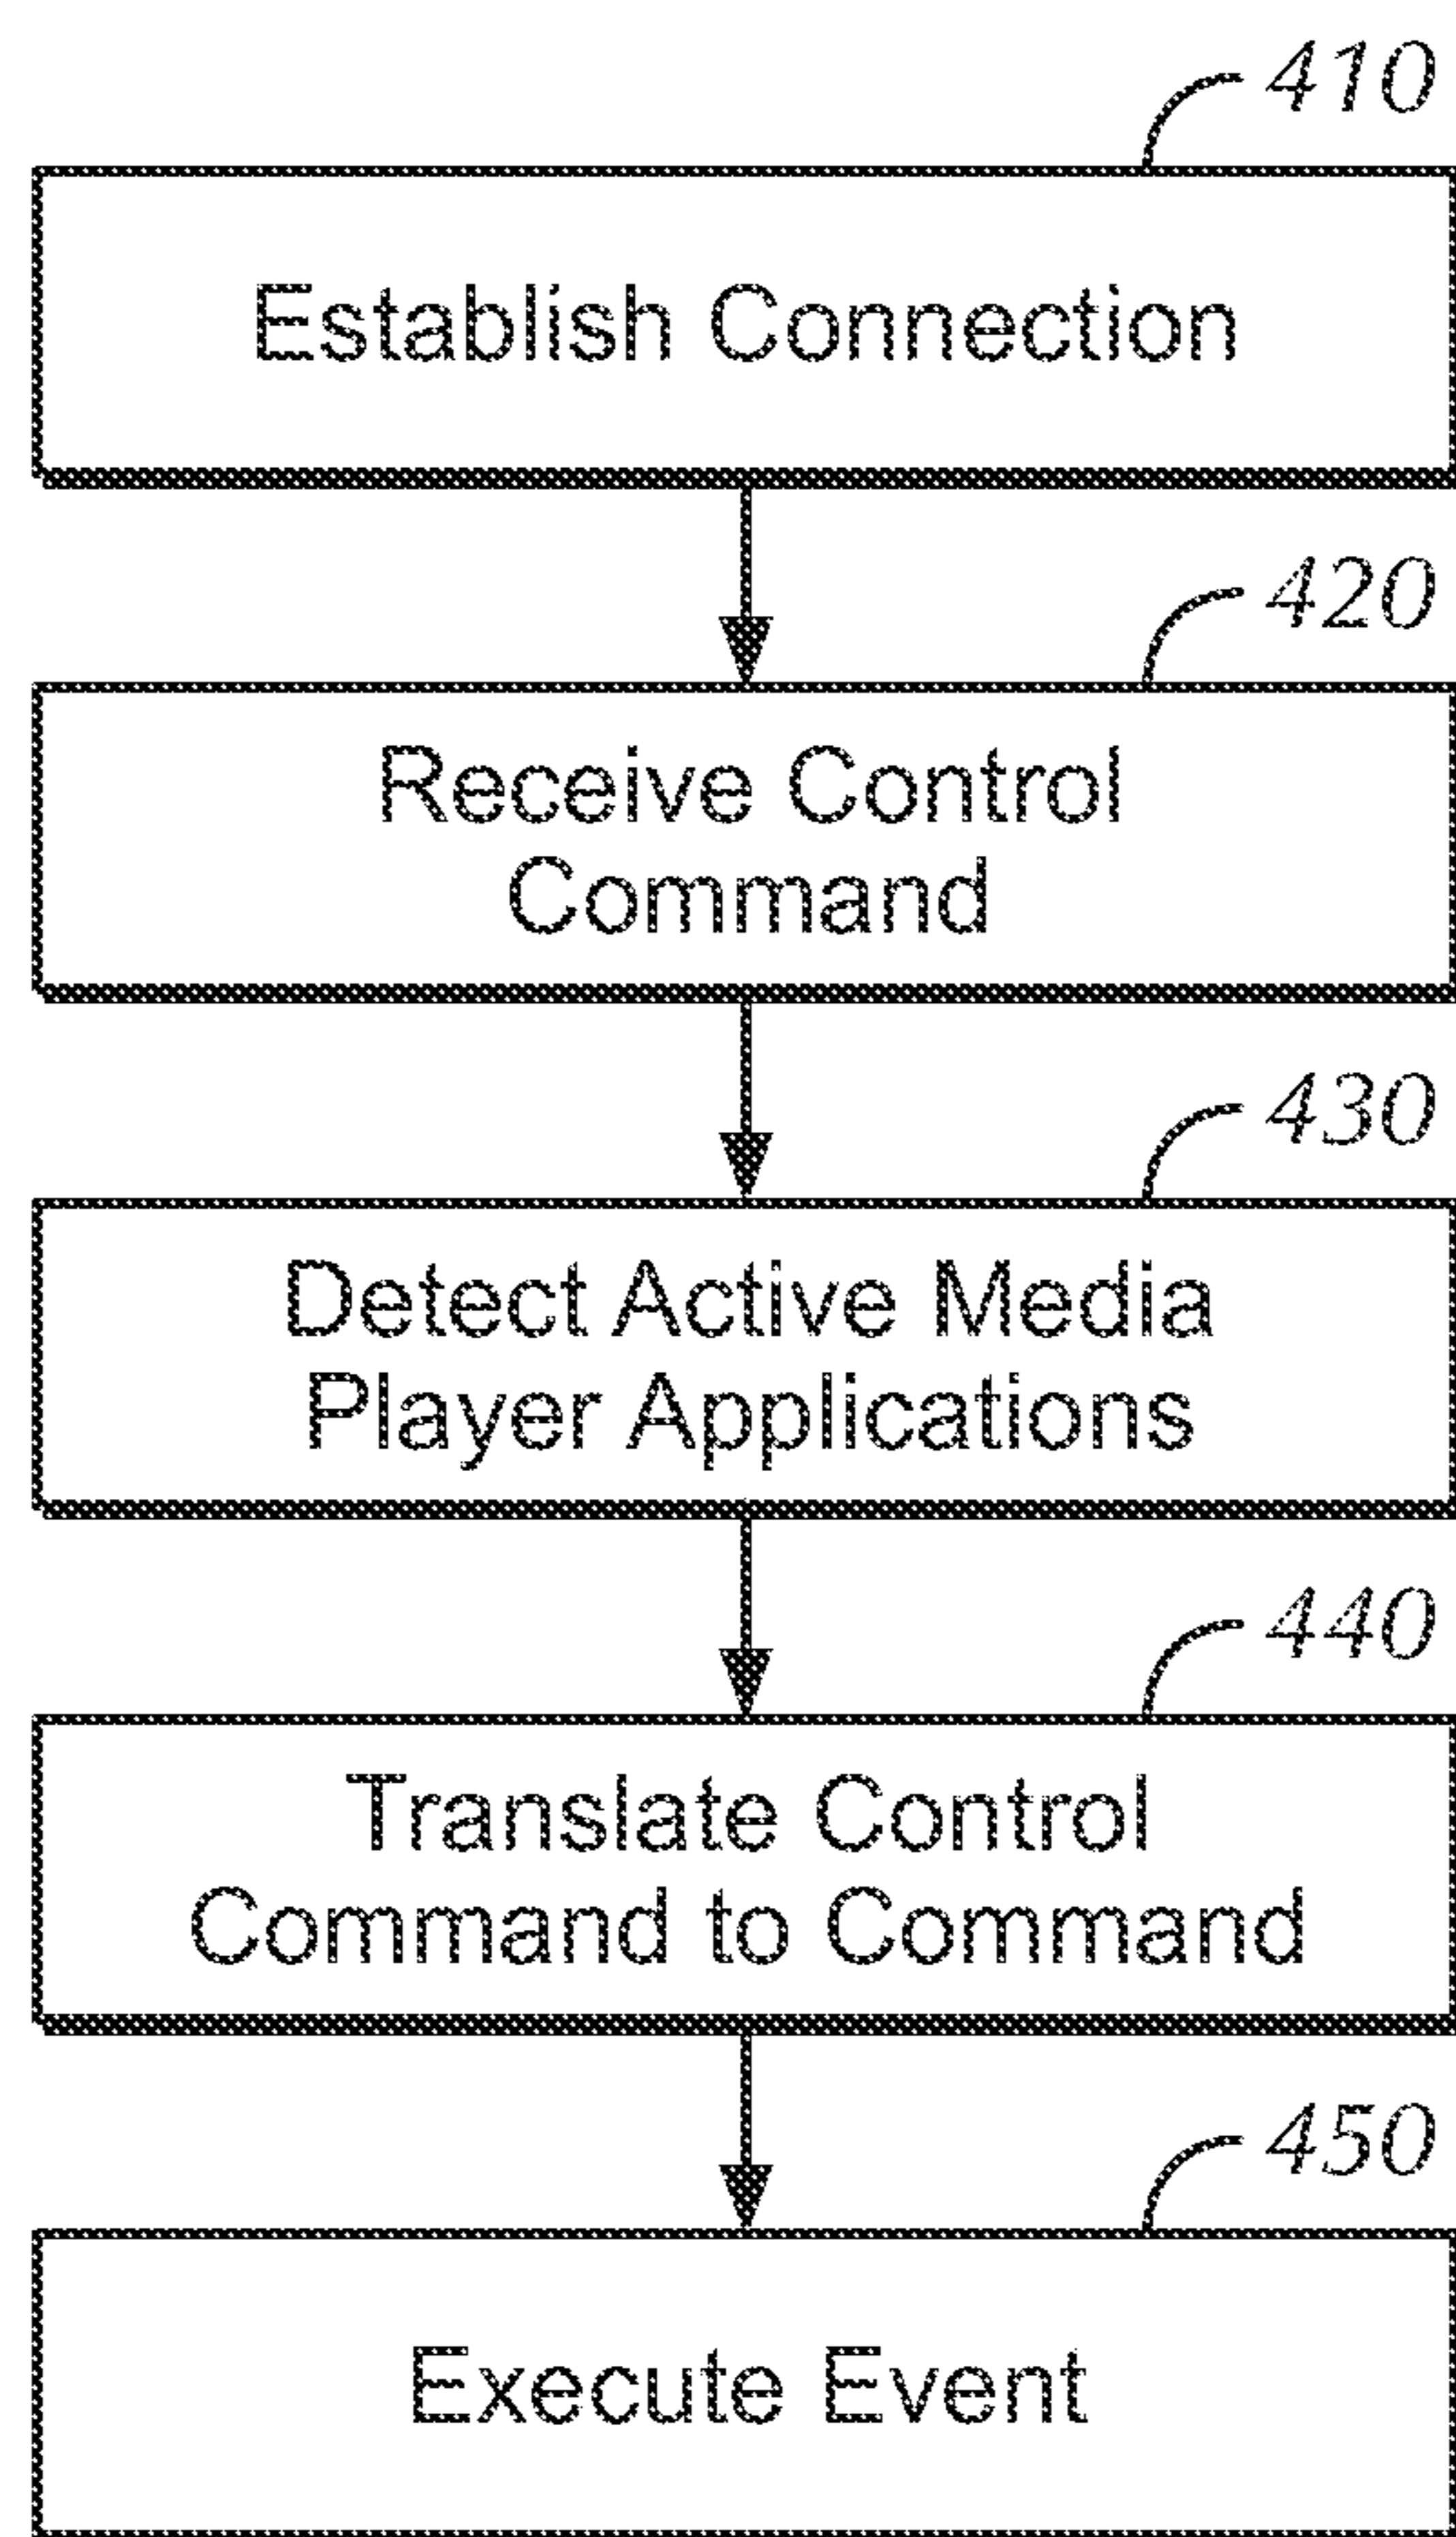 410
Establish Connection
420
Receive Control
Command
430
Detect Active Media
Player Applications
440
Translate Control
Command to Command
450
Execute Event